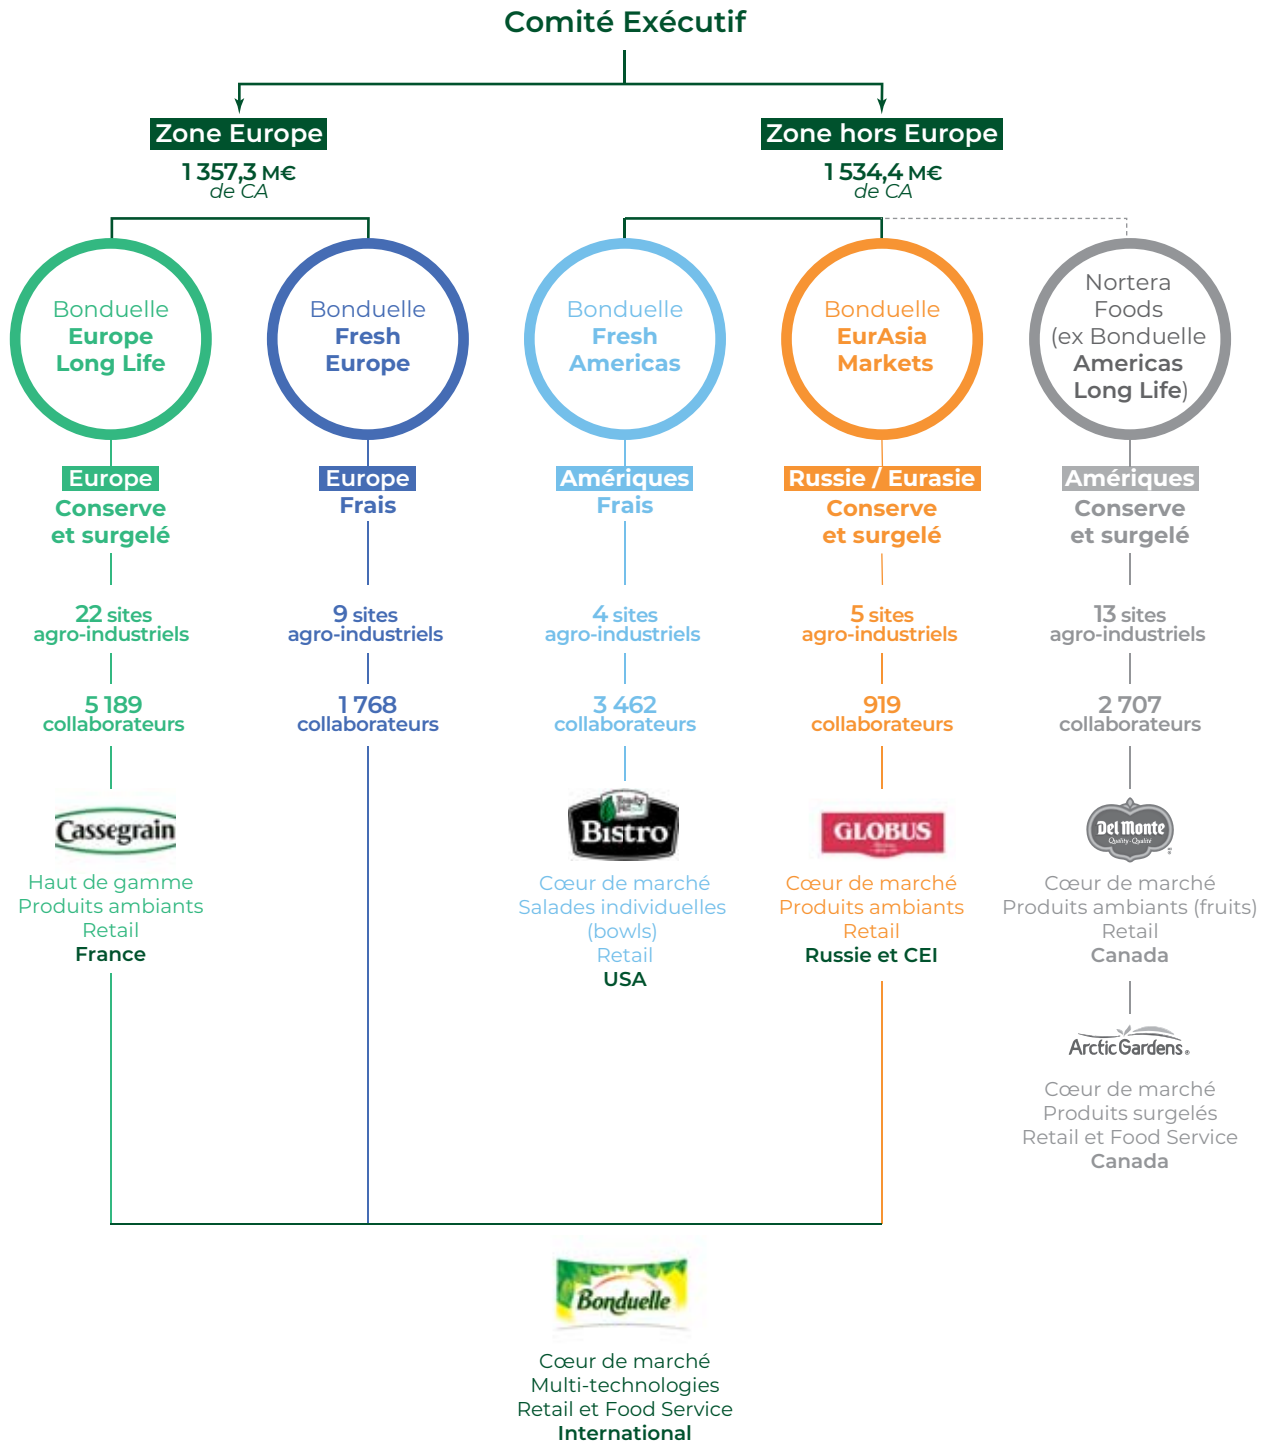 Comité Exécutif
Zone Europe
1 357,3 M€
de CA
Zone hors Europe
1 534,4 M€
de CA
Bonduelle
Europe
Long Life
Europe
Conserve
et surgelé
22 sites
agro-industriels
5 189
collaborateurs
Cassegrain
Haut de gamme
Produits ambiants
Retail
France
Bonduelle
Fresh
Europe
Europe
Frais
9 sites
agro-industriels
1 768
collaborateurs
Bonduelle
Fresh
Americas
Amériques
Frais
4 sites
agro-industriels
3 462
collaborateurs
Ready
Bistro
Cœur de marché
Salades individuelles
(bowls)
Retail
USA
Bonduelle
EurAsia
Markets
Russie / Eurasie
Conserve
et surgelé
5 sites
agro-industriels
919
collaborateurs
GLOBUS
Cœur de marché
Produits ambiants
Retail
Russie et CEI
Nortera
Foods
(ex Bonduelle
Americas
Long Life)
Amériques
Conserve
et surgelé
13 sites
agro-industriels
2 707
collaborateurs
Del Monte
Quality · Qualité
Cœur de marché
Produits ambiants (fruits)
Retail
Canada
Arctic Gardens®
Cœur de marché
Produits surgelés
Retail et Food Service
Canada
Bonduelle
Cœur de marché
Multi-technologies
Retail et Food Service
International